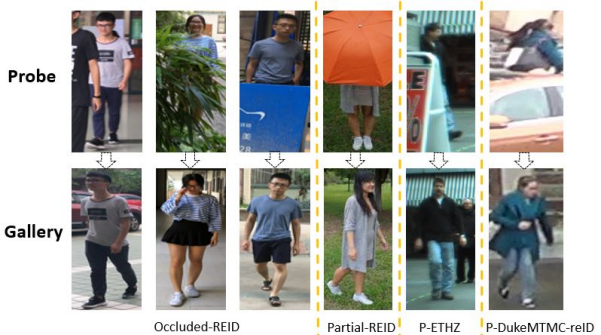 Probe
Gallery
Occluded-REID
Partial-REID
P-ETHZ
P-DukeMTMC-reID